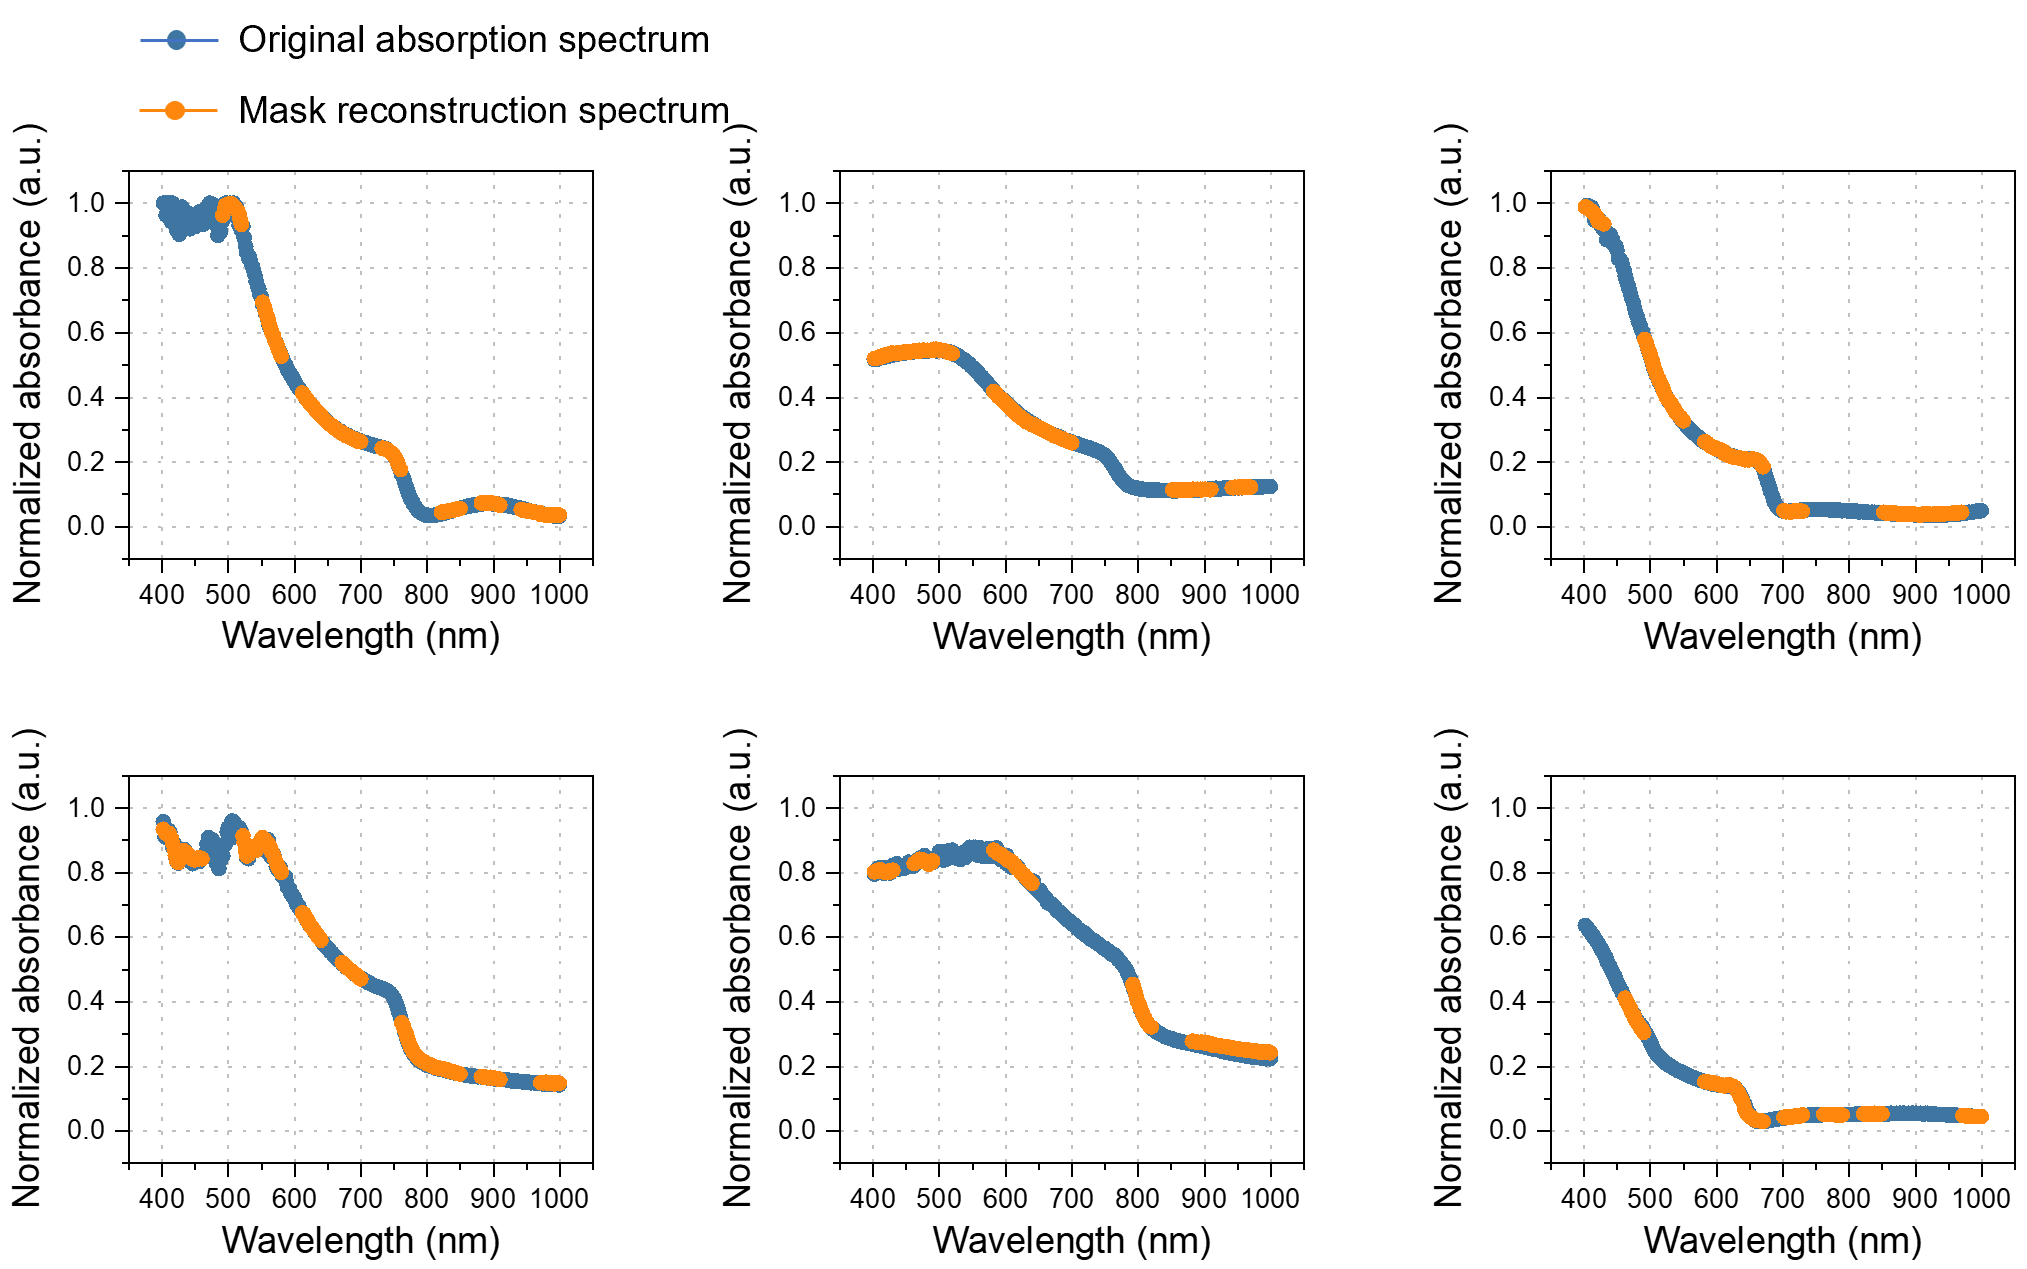 Original absorption spectrum
Mask reconstruction spectrum
Normalized absorbance (a.u.)
1.0
0.8
0.6
0.4
0.2
0.0
400 500 600 700 800 900 1000
Wavelength (nm)
Normalized absorbance (a.u.)
1.0
0.8
0.6
0.4
0.2
0.0
400 500 600 700 800 900 1000
Wavelength (nm)
Normalized absorbance (a.u.)
1.0
0.8
0.6
0.4
0.2
0.0
400 500 600 700 800 900 1000
Wavelength (nm)
Normalized absorbance (a.u.)
1.0
0.8
0.6
0.4
0.2
0.0
400 500 600 700 800 900 1000
Wavelength (nm)
Normalized absorbance (a.u.)
1.0
0.8
0.6
0.4
0.2
0.0
400 500 600 700 800 900 1000
Wavelength (nm)
Normalized absorbance (a.u.)
1.0
0.8
0.6
0.4
0.2
0.0
400 500 600 700 800 900 1000
Wavelength (nm)